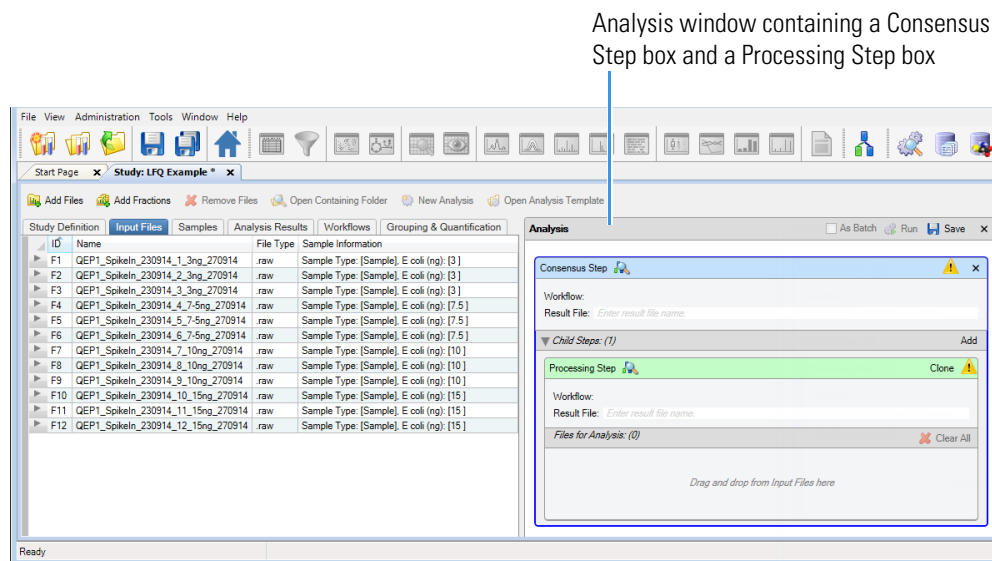 Analysis window containing a Consensus
Step box and a Processing Step box
File View Administration Tools Window Help
Start Page x Study: LFQ Example * x
Add Files Add Fractions Remove Files Open Containing Folder New Analysis Open Analysis Template
Study Definition Input Files Samples Analysis Results Workflows Grouping & Quantification
ID Name File Type Sample Information
F1 QEP1_SpikeIn_230914_1_3ng_270914 .raw Sample Type: [Sample], E coli (ng): [3 ]
F2 QEP1_SpikeIn_230914_2_3ng_270914 .raw Sample Type: [Sample], E coli (ng): [3 ]
F3 QEP1_SpikeIn_230914_3_3ng_270914 .raw Sample Type: [Sample], E coli (ng): [3 ]
F4 QEP1_SpikeIn_230914_4_7-5ng_270914 .raw Sample Type: [Sample], E coli (ng): [7.5 ]
F5 QEP1_SpikeIn_230914_5_7-5ng_270914 .raw Sample Type: [Sample], E coli (ng): [7.5 ]
F6 QEP1_SpikeIn_230914_6_7-5ng_270914 .raw Sample Type: [Sample], E coli (ng): [7.5 ]
F7 QEP1_SpikeIn_230914_7_10ng_270914 .raw Sample Type: [Sample], E coli (ng): [10 ]
F8 QEP1_SpikeIn_230914_8_10ng_270914 .raw Sample Type: [Sample], E coli (ng): [10 ]
F9 QEP1_SpikeIn_230914_9_10ng_270914 .raw Sample Type: [Sample], E coli (ng): [10 ]
F10 QEP1_SpikeIn_230914_10_15ng_270914 .raw Sample Type: [Sample], E coli (ng): [15 ]
F11 QEP1_SpikeIn_230914_11_15ng_270914 .raw Sample Type: [Sample], E coli (ng): [15 ]
F12 QEP1_SpikeIn_230914_12_15ng_270914 .raw Sample Type: [Sample], E coli (ng): [15 ]
Analysis As Batch Run Save x
Consensus Step x
Workflow:
Result File: Enter result file name.
Child Steps: (1) Add
Processing Step Clone
Workflow:
Result File: Enter result file name.
Files for Analysis: (0) Clear All
Drag and drop from Input Files here
Ready